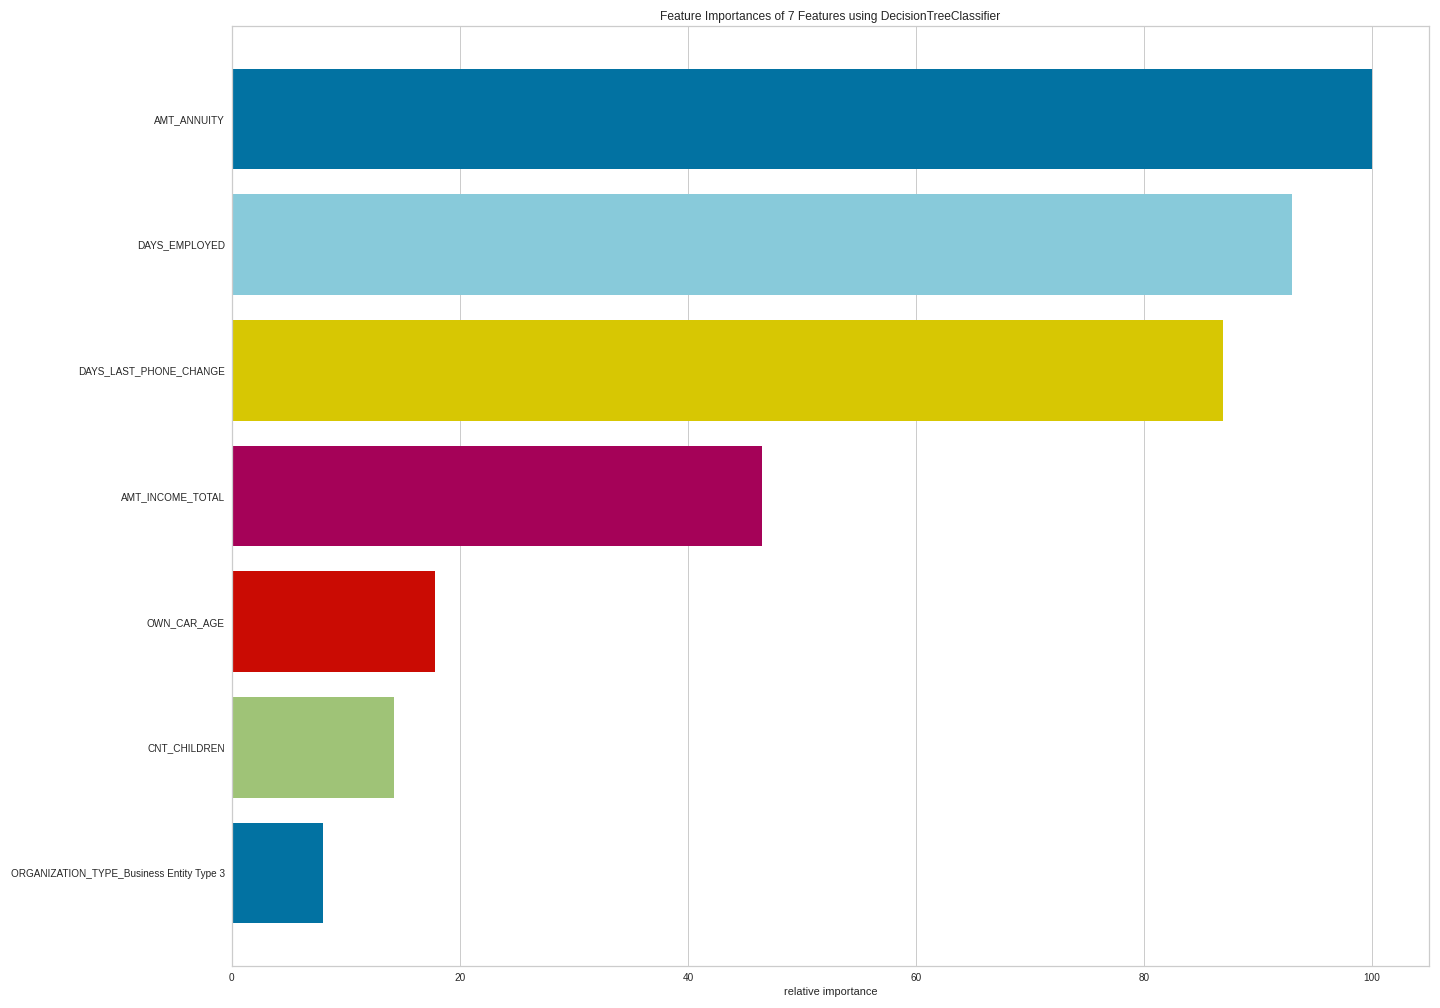 Feature Importances of 7 Features using DecisionTreeClassifier
AMT_ANNUITY
DAYS_EMPLOYED
DAYS_LAST_PHONE_CHANGE
AMT_INCOME_TOTAL
OWN_CAR_AGE
CNT_CHILDREN
ORGANIZATION_TYPE_Business Entity Type 3
0 20 40 60 80 100
relative importance